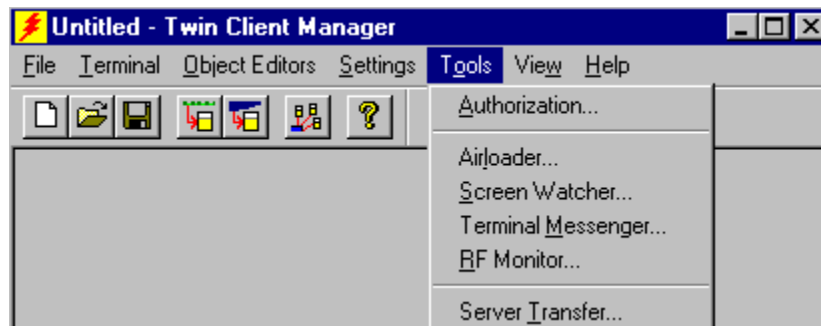 Untitled - Twin Client Manager
File Terminal Object Editors Settings Tools View Help
Authorization...
Airloader...
Screen Watcher...
Terminal Messenger...
RF Monitor...
Server Transfer...